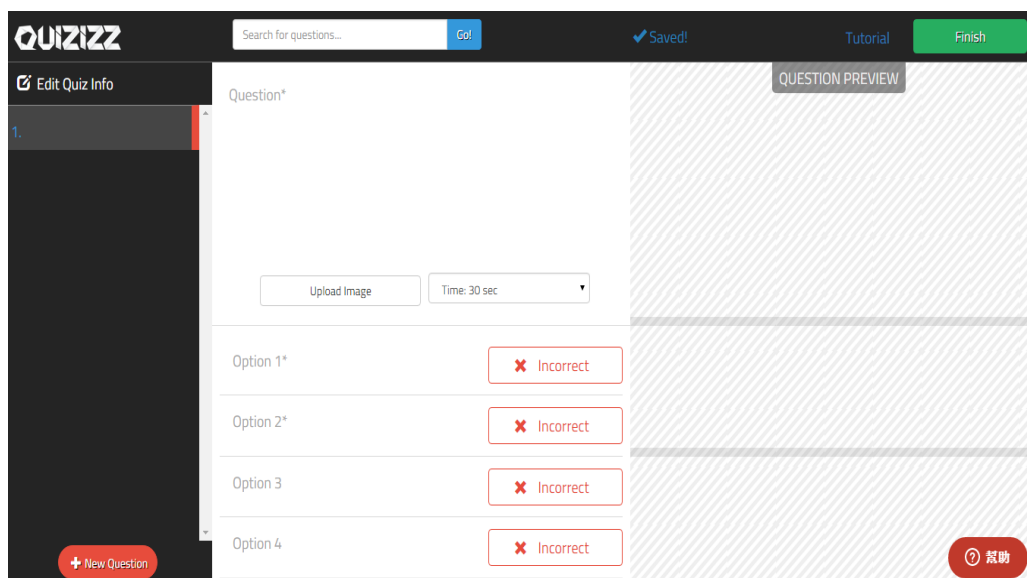 QUIZIZZ
Search for questions...
Go!
Saved!
Tutorial
Finish
Edit Quiz Info
1.
Question*
QUESTION PREVIEW
Upload Image
Time: 30 sec
Option 1*
Incorrect
Option 2*
Incorrect
Option 3
Incorrect
Option 4
Incorrect
+ New Question
幫助